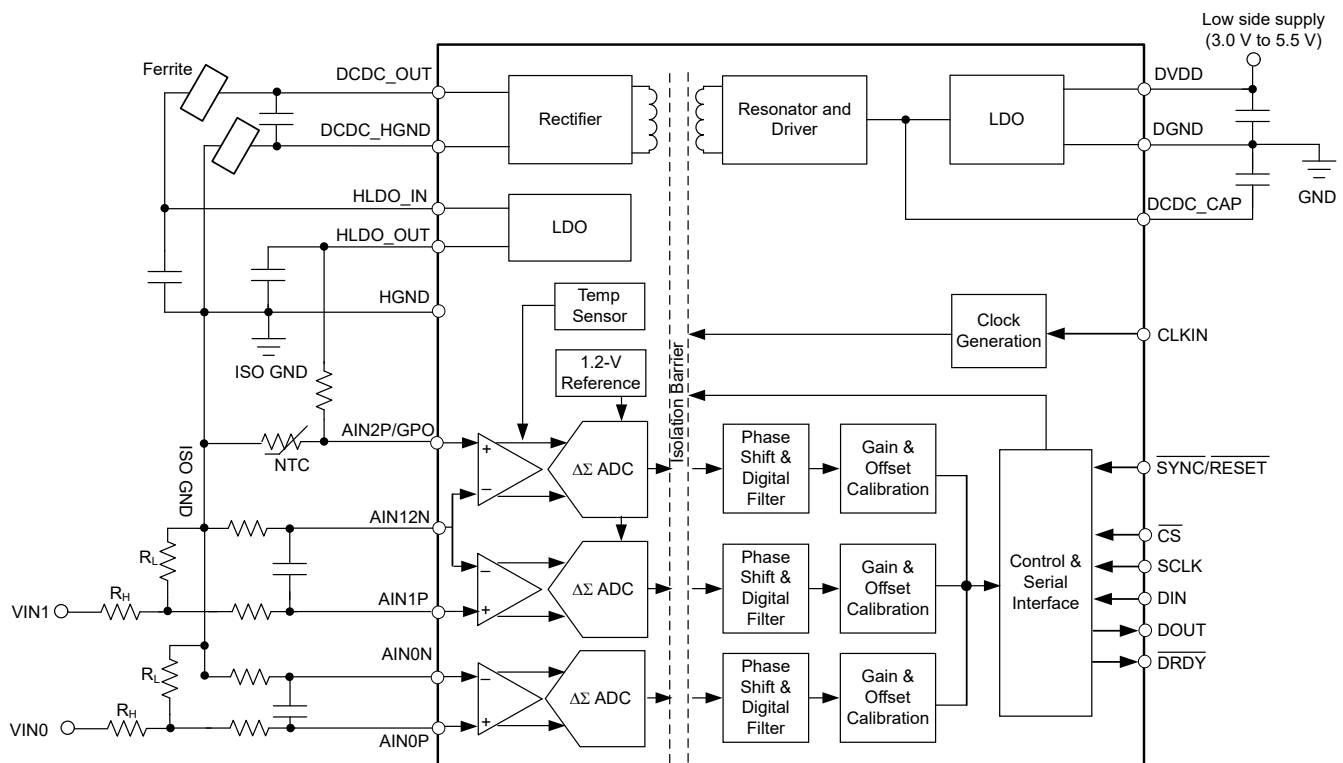 Low side supply
(3.0 V to 5.5 V)
Ferrite
DCDC_OUT
DVDD
Rectifier
Resonator and
Driver
LDO
DCDC_HGND
DGND
GND
HLDO_IN
DCDC_CAP
LDO
HLDO_OUT
HGND
Temp
Sensor
Clock
Generation
CLKIN
ISO GND
1.2-V
Reference
Isolation Barrier
AIN2P/GPO
NTC
ISO GND
+
−
ΔΣ ADC
Phase
Shift &
Digital
Filter
Gain &
Offset
Calibration
SYNC/RESET
AIN12N
CS
Control &
Serial
Interface
SCLK
RL
−
+
ΔΣ ADC
Phase
Shift &
Digital
Filter
Gain &
Offset
Calibration
DIN
VIN1
RH
AIN1P
DOUT
DRDY
AIN0N
RL
−
+
ΔΣ ADC
Phase
Shift &
Digital
Filter
Gain &
Offset
Calibration
VIN0
RH
AIN0P